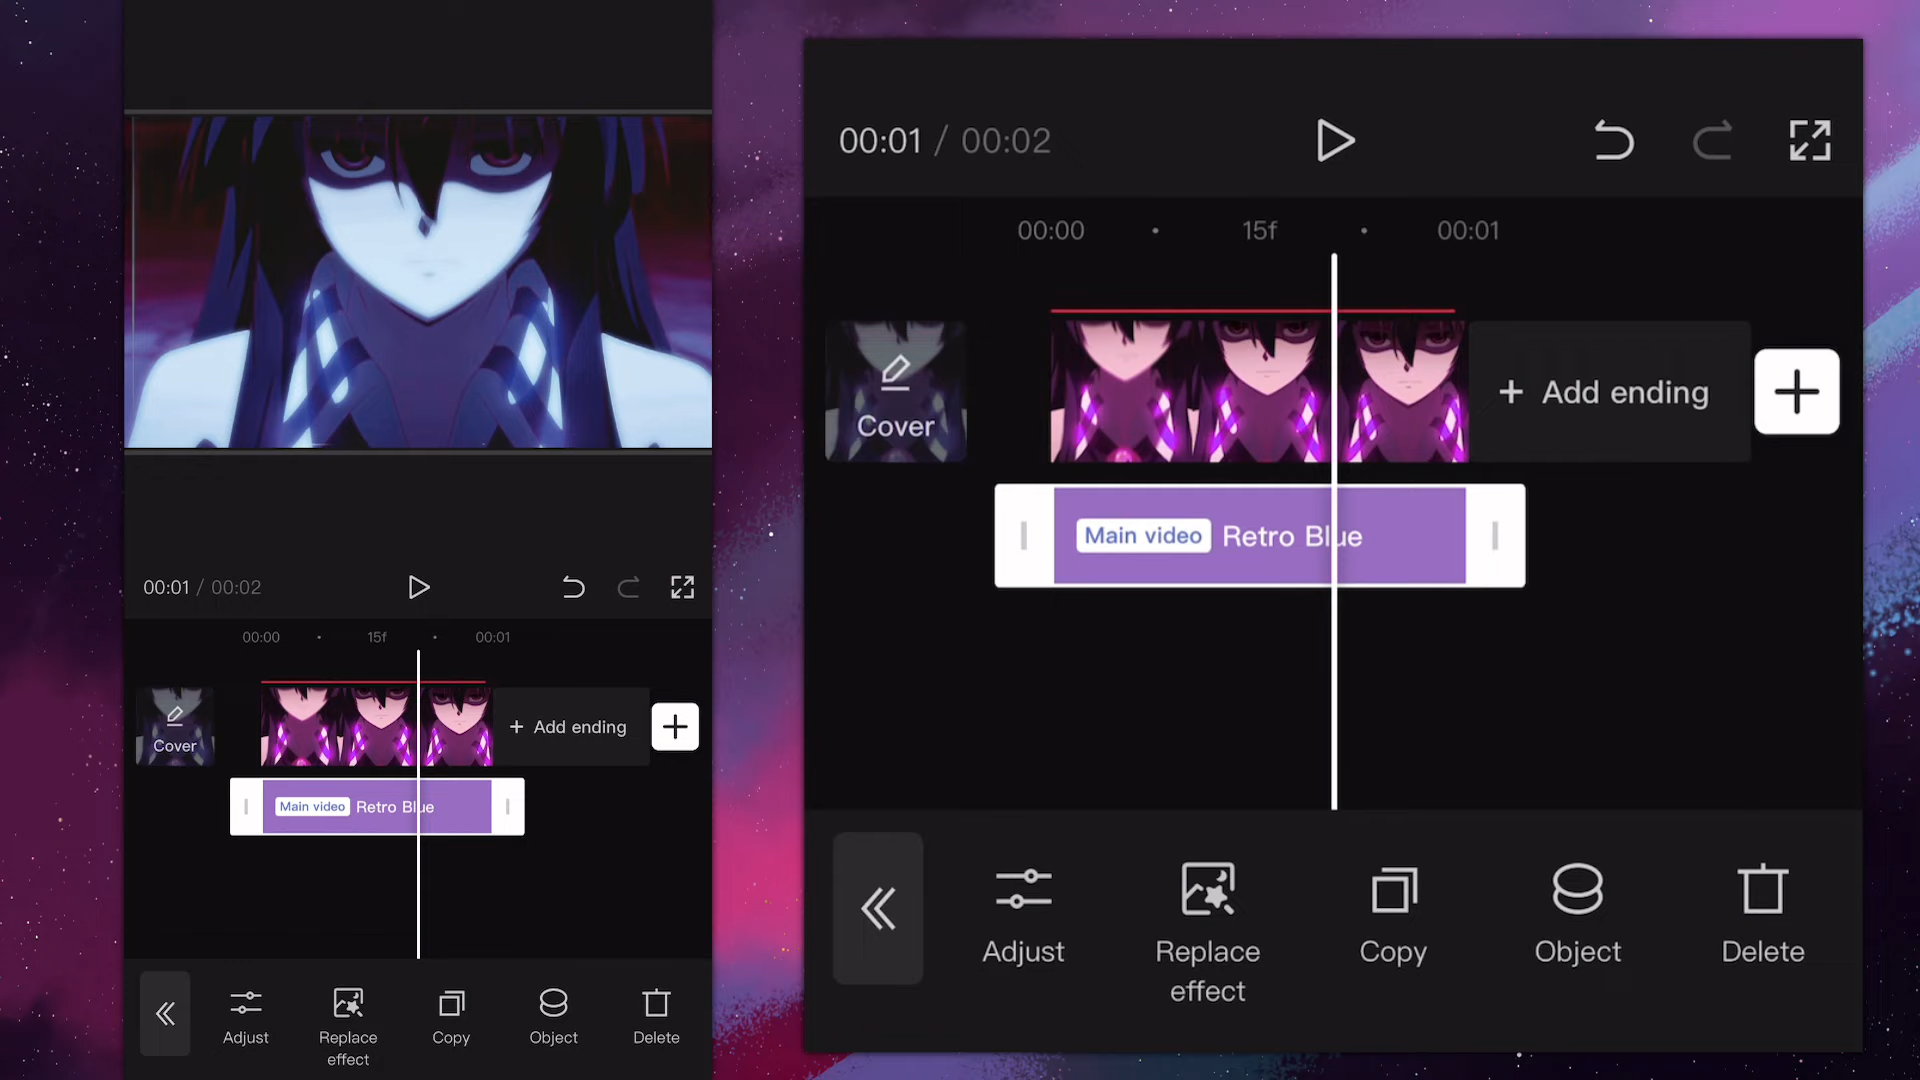 00:01 / 00:02
00:00 • 15f • 00:01
Cover
+ Add ending
Main video Retro Blue
Adjust
Replace
effect
Copy
Object
Delete
00:01 / 00:02
00:00 • 15f • 00:01
Cover
+ Add ending
Main video Retro Blue
Adjust
Replace
effect
Copy
Object
Delete